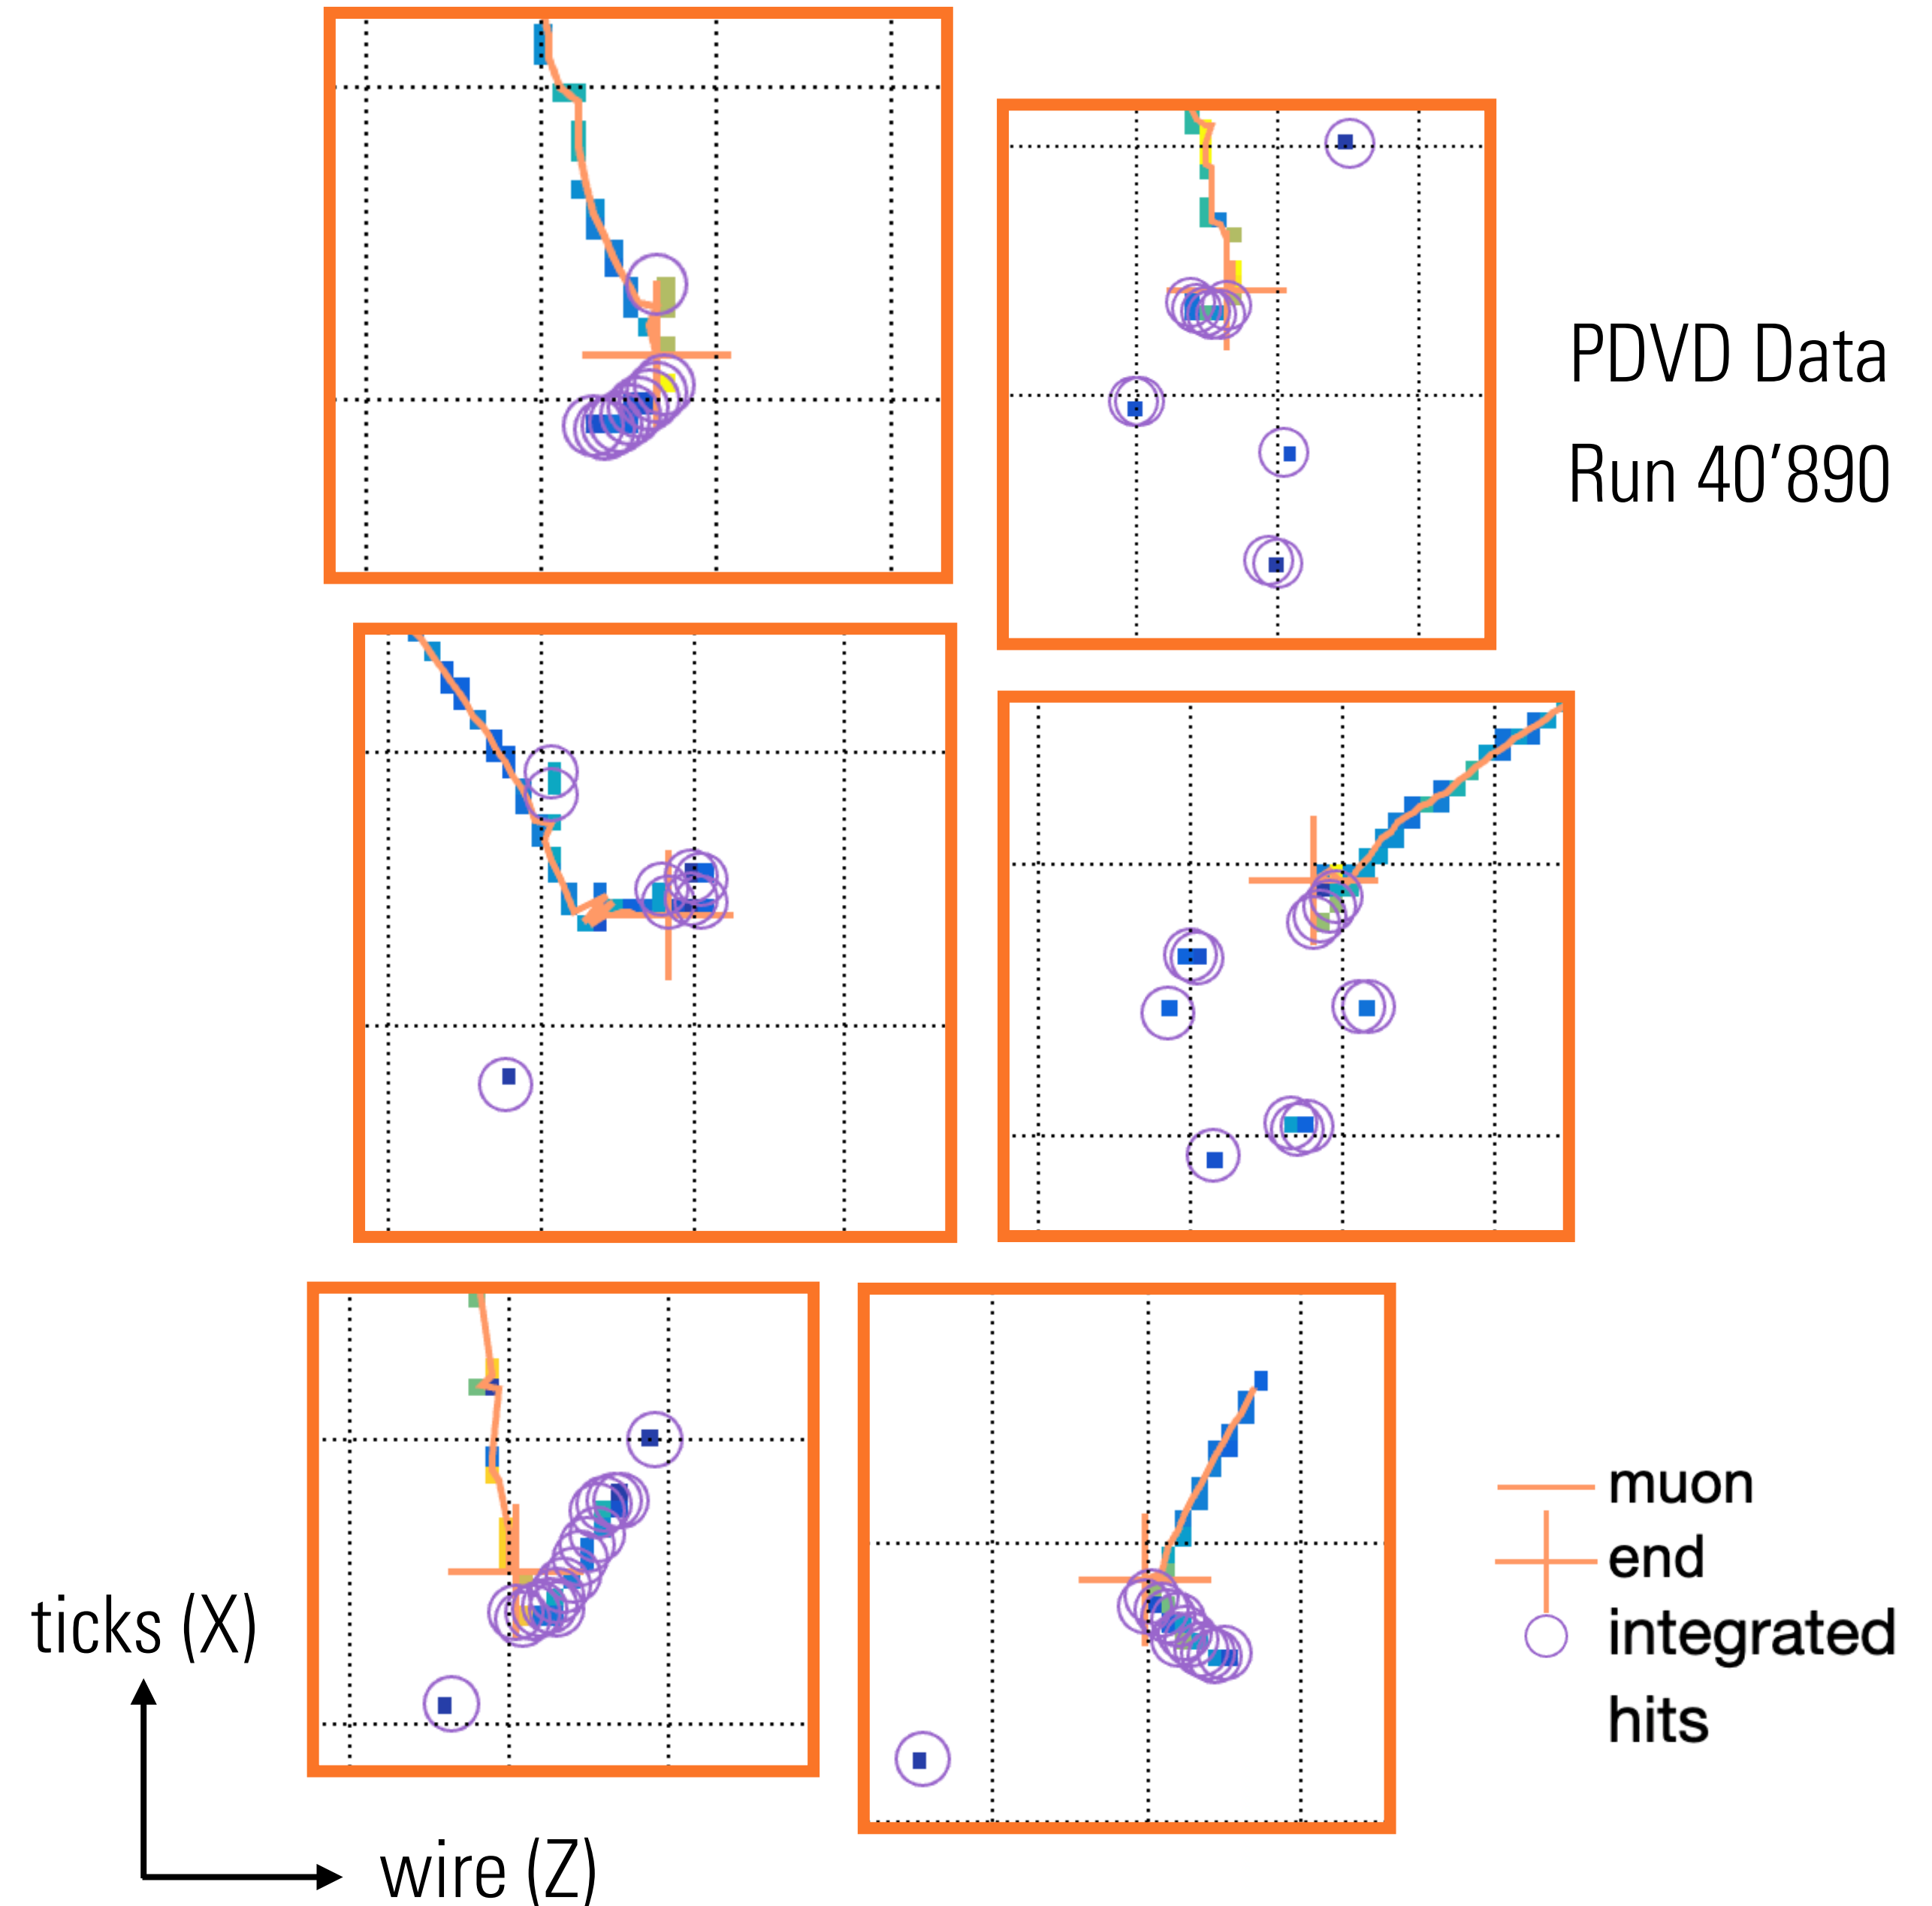 PDVD Data
Run 40’890
muon
end
integrated
hits
ticks (X)
wire (Z)